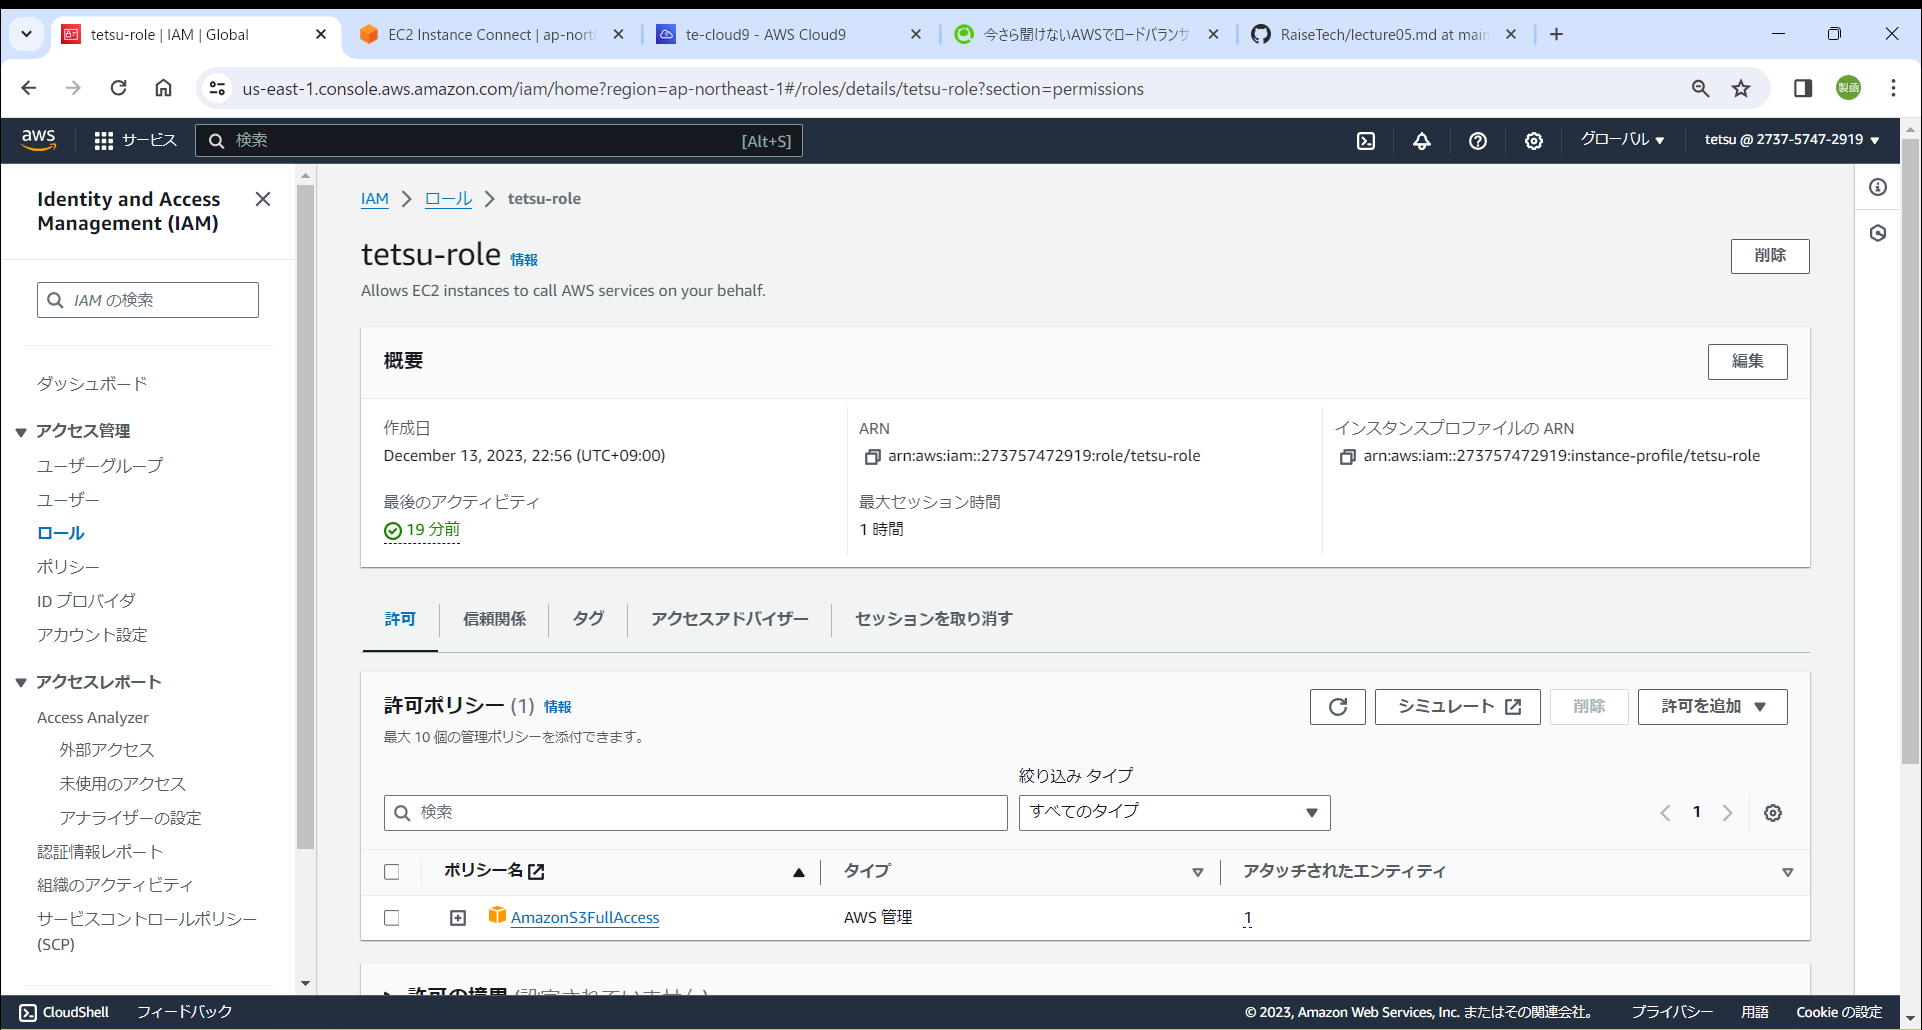 tetsu-role | IAM | Global
EC2 Instance Connect | ap-nort
te-cloud9 - AWS Cloud9
今さら聞けないAWSでロードバランサ
RaiseTech/lecture05.md at main
us-east-1.console.aws.amazon.com/iam/home?region=ap-northeast-1#/roles/details/tetsu-role?section=permissions
製函
aws
サービス
検索
[Alt+S]
グローバル
tetsu @ 2737-5747-2919
Identity and Access
Management (IAM)
IAM の検索
ダッシュボード
アクセス管理
ユーザーグループ
ユーザー
ロール
ポリシー
ID プロバイダ
アカウント設定
アクセスレポート
Access Analyzer
外部アクセス
未使用のアクセス
アナライザーの設定
認証情報レポート
組織のアクティビティ
サービスコントロールポリシー
(SCP)
IAM
ロール
tetsu-role
tetsu-role 情報
削除
Allows EC2 instances to call AWS services on your behalf.
概要
編集
作成日
December 13, 2023, 22:56 (UTC+09:00)
ARN
arn:aws:iam::273757472919:role/tetsu-role
インスタンスプロファイルの ARN
arn:aws:iam::273757472919:instance-profile/tetsu-role
最後のアクティビティ
19 分前
最大セッション時間
1 時間
許可
信頼関係
タグ
アクセスアドバイザー
セッションを取り消す
許可ポリシー (1) 情報
シミュレート
削除
許可を追加
最大 10 個の管理ポリシーを添付できます。
絞り込み タイプ
検索
すべてのタイプ
1
ポリシー名
タイプ
アタッチされたエンティティ
AmazonS3FullAccess
AWS 管理
1
許可の境界 (設定されていません)
CloudShell
フィードバック
© 2023, Amazon Web Services, Inc. またはその関連会社。
プライバシー
用語
Cookie の設定